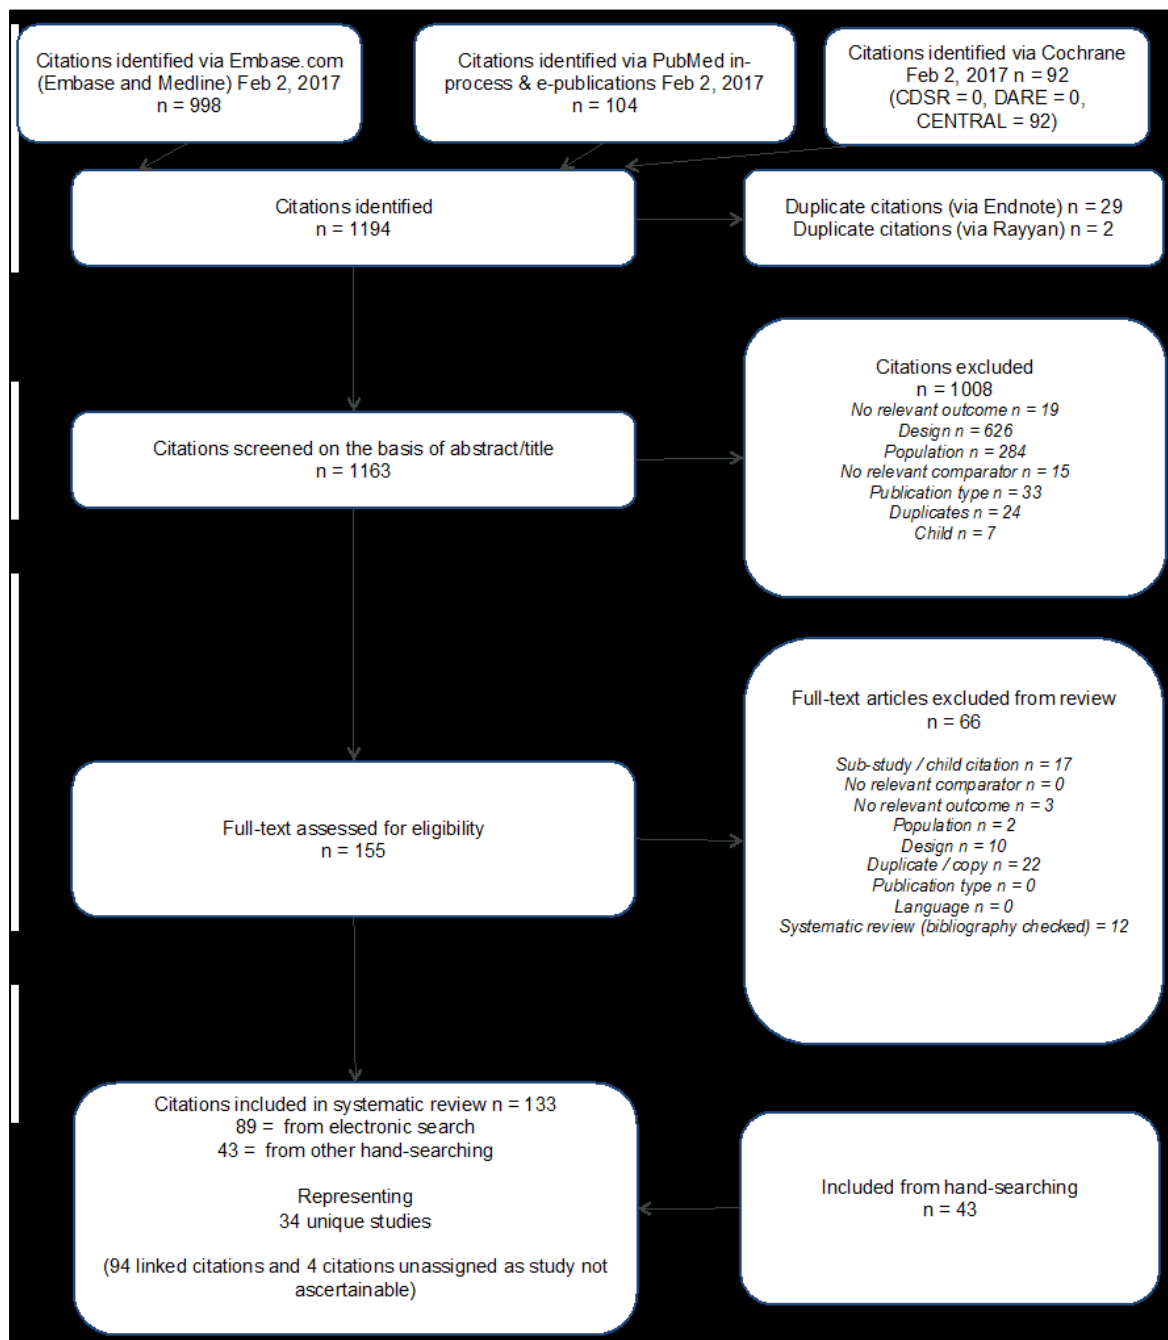 Citations identified via Embase.com
(Embase and Medline) Feb 2, 2017
n = 998
Citations identified via PubMed in-
process & e-publications Feb 2, 2017
n = 104
Citations identified via Cochrane
Feb 2, 2017 n = 92
(CDSR = 0, DARE = 0,
CENTRAL = 92)
Citations identified
n = 1194
Duplicate citations (via Endnote) n = 29
Duplicate citations (via Rayyan) n = 2
Citations excluded
n = 1008
No relevant outcome n = 19
Design n = 626
Population n = 284
No relevant comparator n = 15
Publication type n = 33
Duplicates n = 24
Child n = 7
Citations screened on the basis of abstract/title
n = 1163
Full-text articles excluded from review
n = 66
Sub-study / child citation n = 17
No relevant comparator n = 0
No relevant outcome n = 3
Population n = 2
Design n = 10
Duplicate / copy n = 22
Publication type n = 0
Language n = 0
Systematic review (bibliography checked) = 12
Full-text assessed for eligibility
n = 155
Citations included in systematic review n = 133
89 = from electronic search
43 = from other hand-searching
Representing
34 unique studies
(94 linked citations and 4 citations unassigned as study not
ascertainable)
Included from hand-searching
n = 43